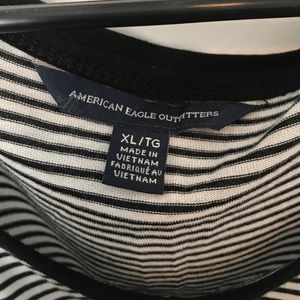 AMERICAN EAGLE OUTFITTERS
XL/TG
MADE IN
VIETNAM
FABRIQUÉ AU
VIETNAM